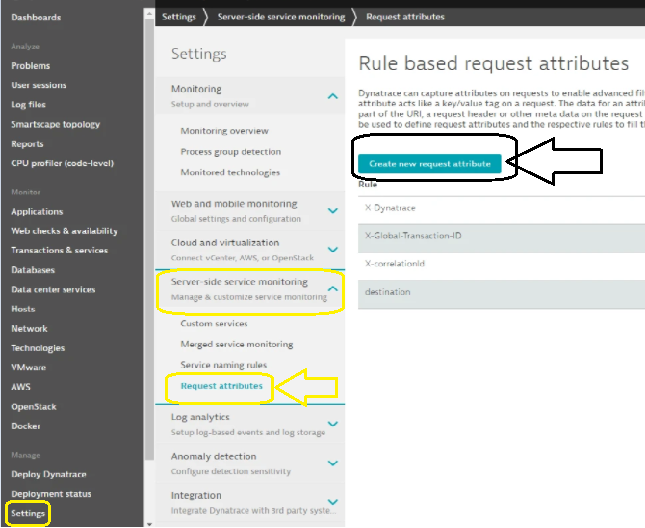 Dashboards
Analyze
Problems
User sessions
Log files
Smartscape topology
Reports
CPU profiler (code-level)
Monitor
Applications
Web checks & availability
Transactions & services
Databases
Data center services
Hosts
Network
Technologies
VMware
AWS
OpenStack
Docker
Manage
Deploy Dynatrace
Deployment status
Settings
Settings Server-side service monitoring Request attributes
Settings
Monitoring
Setup and overview
Monitoring overview
Process group detection
Monitored technologies
Web and mobile monitoring
Global settings and configuration
Cloud and virtualization
Connect vCenter, AWS, or OpenStack
Server-side service monitoring
Manage & customize service monitoring
Custom services
Merged service monitoring
Service naming rules
Request attributes
Log analytics
Setup log-based events and log storage
Anomaly detection
Configure detection sensitivity
Integration
Integrate Dynatrace with 3rd party syste...
Rule based request attributes
Dynatrace can capture attributes on requests to enable advanced fil
attribute acts like a key/value tag on a request. The data for an attri
part of the URI, a request header or other meta data on the request
be used to define request attributes and the respective rules to fill th
Create new request attribute
Rule
X-Dynatrace
X-Global-Transaction-ID
X-correlationId
destination